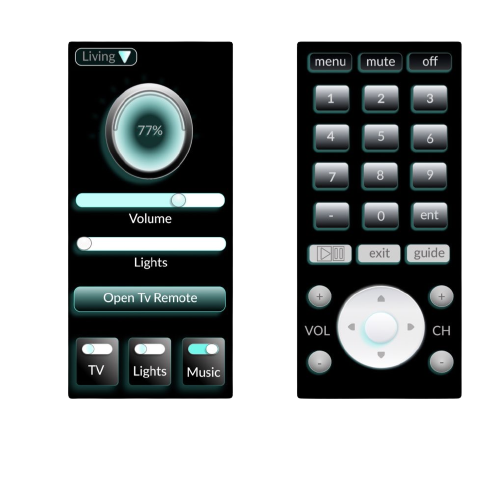 Living
77%
Volume
Lights
Open Tv Remote
TV Lights Music
menu mute off
1 2 3
4 5 6
7 8 9
- 0 ent
exit guide
+ +
VOL CH
- -